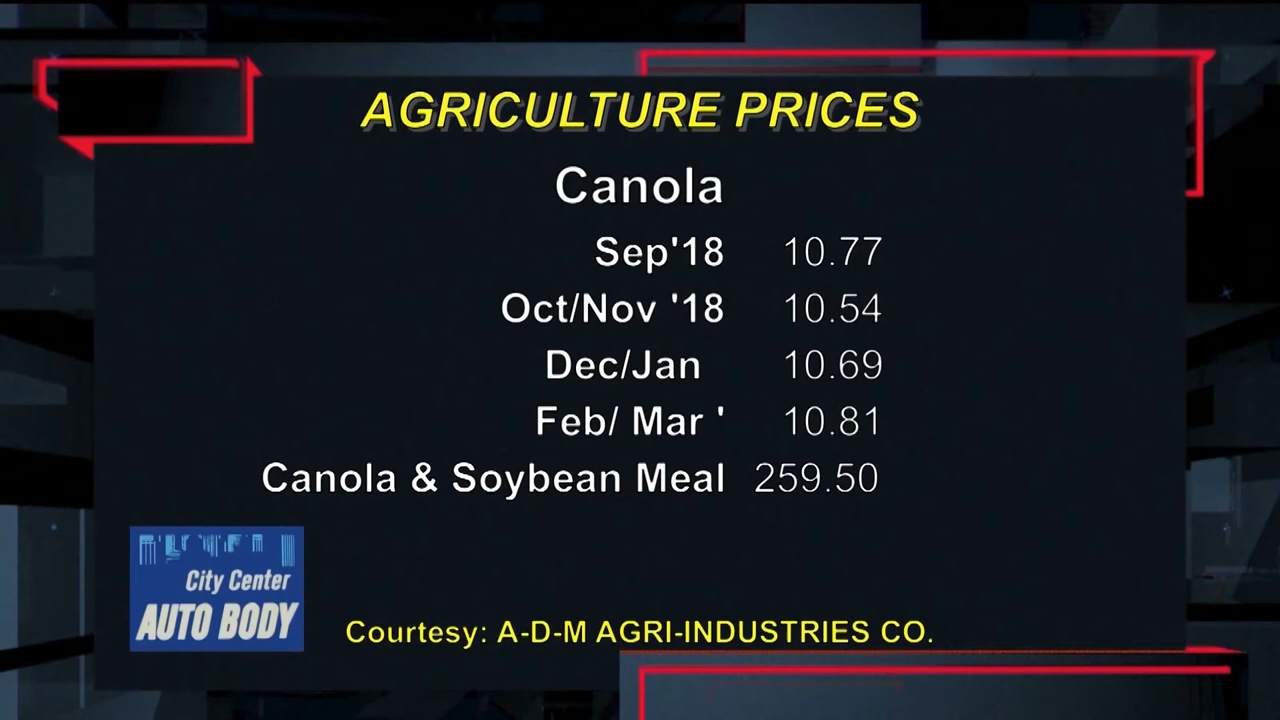 AGRICULTURE PRICES
Canola
Sep'18 10.77
Oct/Nov '18 10.54
Dec/Jan 10.69
Feb/ Mar ' 10.81
Canola & Soybean Meal 259.50
City Center
AUTO BODY
Courtesy: A-D-M AGRI-INDUSTRIES CO.